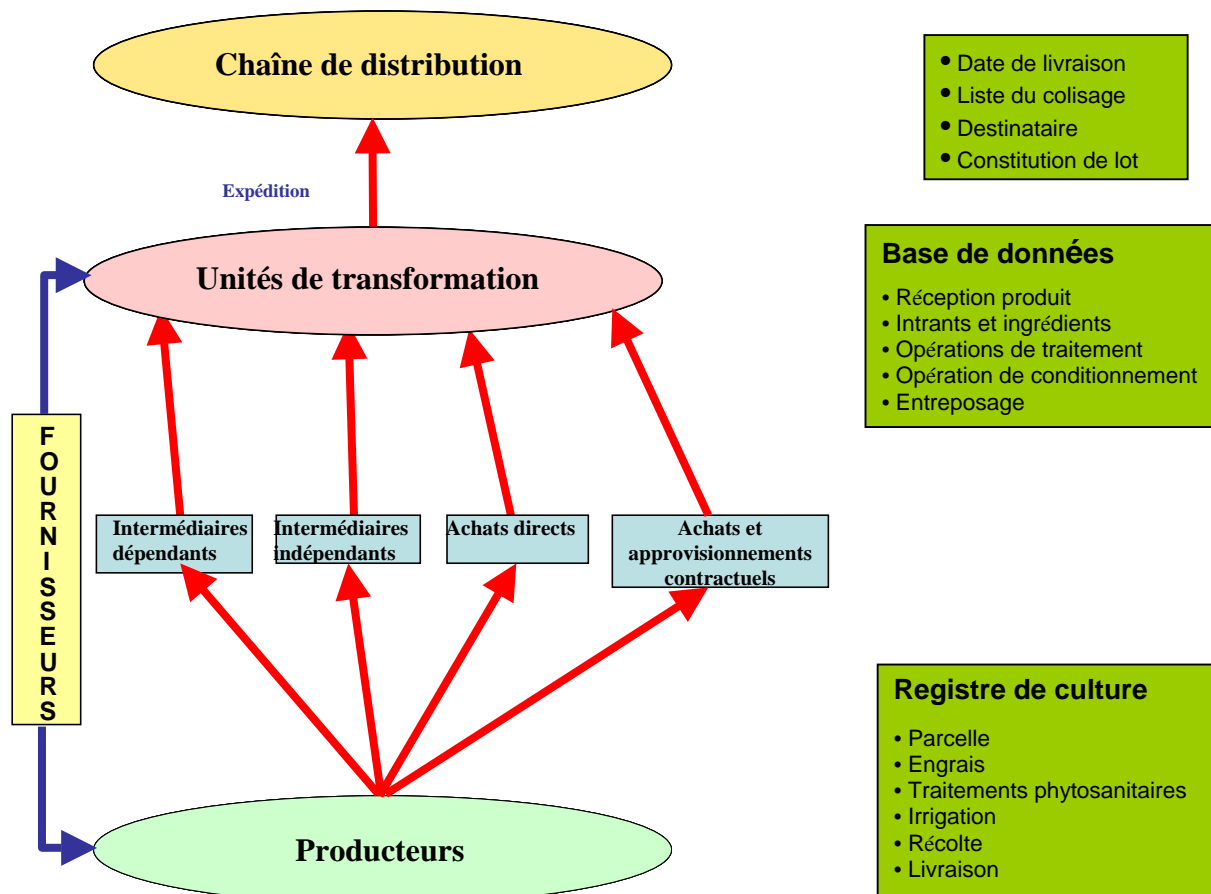 Chaîne de distribution
• Date de livraison
• Liste du colisage
• Destinataire
• Constitution de lot
Expédition
Unités de transformation
Base de données
• Réception produit
• Intrants et ingrédients
• Opérations de traitement
• Opération de conditionnement
• Entreposage
FOURNISSEURS
Intermédiaires
dépendants
Intermédiaires
indépendants
Achats directs
Achats et
approvisionnements
contractuels
Registre de culture
• Parcelle
• Engrais
• Traitements phytosanitaires
• Irrigation
• Récolte
• Livraison
Producteurs